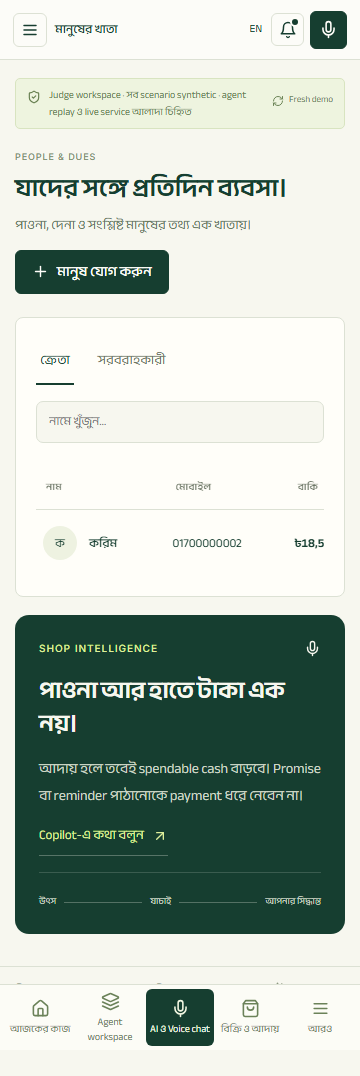 মানুষের খাতা
EN
Judge workspace · সব scenario synthetic · agent
replay ও live service আলাদা চিহ্নিত
Fresh demo
PEOPLE & DUES
যাদের সঙ্গে প্রতিদিন ব্যবসা।
পাওনা, দেনা ও সংশ্লিষ্ট মানুষের তথ্য এক খাতায়।
মানুষ যোগ করুন
ক্রেতা
সরবরাহকারী
নামে খুঁজুন...
নাম
মোবাইল
বাকি
ক
করিম
01700000002
৳18,5
SHOP INTELLIGENCE
পাওনা আর হাতে টাকা এক
নয়।
আদায় হলে তবেই spendable cash বাড়বে। Promise
বা reminder পাঠানোকে payment ধরে নেবেন না।
Copilot-এ কথা বলুন
উৎস
যাচাই
আপনার সিদ্ধান্ত
আজকের কাজ
Agent
workspace
AI ও Voice chat
বিক্রি ও আদায়
আরও